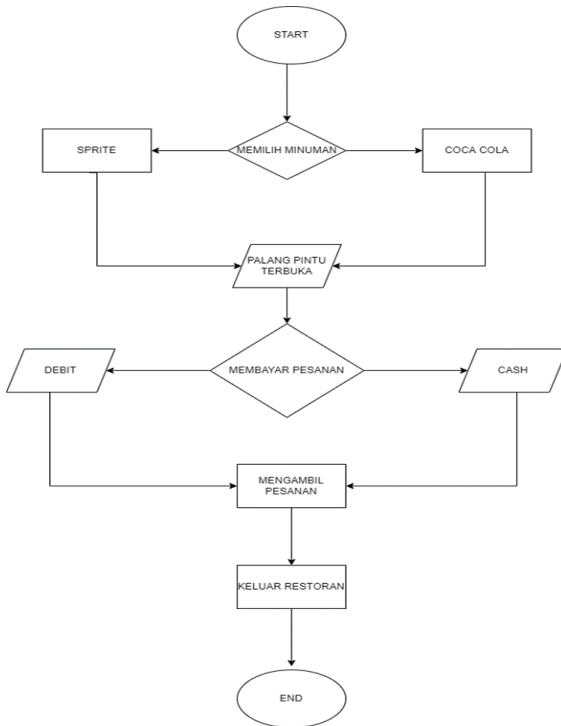 START
SPRITE
MEMILIH MINUMAN
COCA COLA
PALANG PINTU
TERBUKA
DEBIT
MEMBAYAR PESANAN
CASH
MENGAMBIL
PESANAN
KELUAR RESTORAN
END